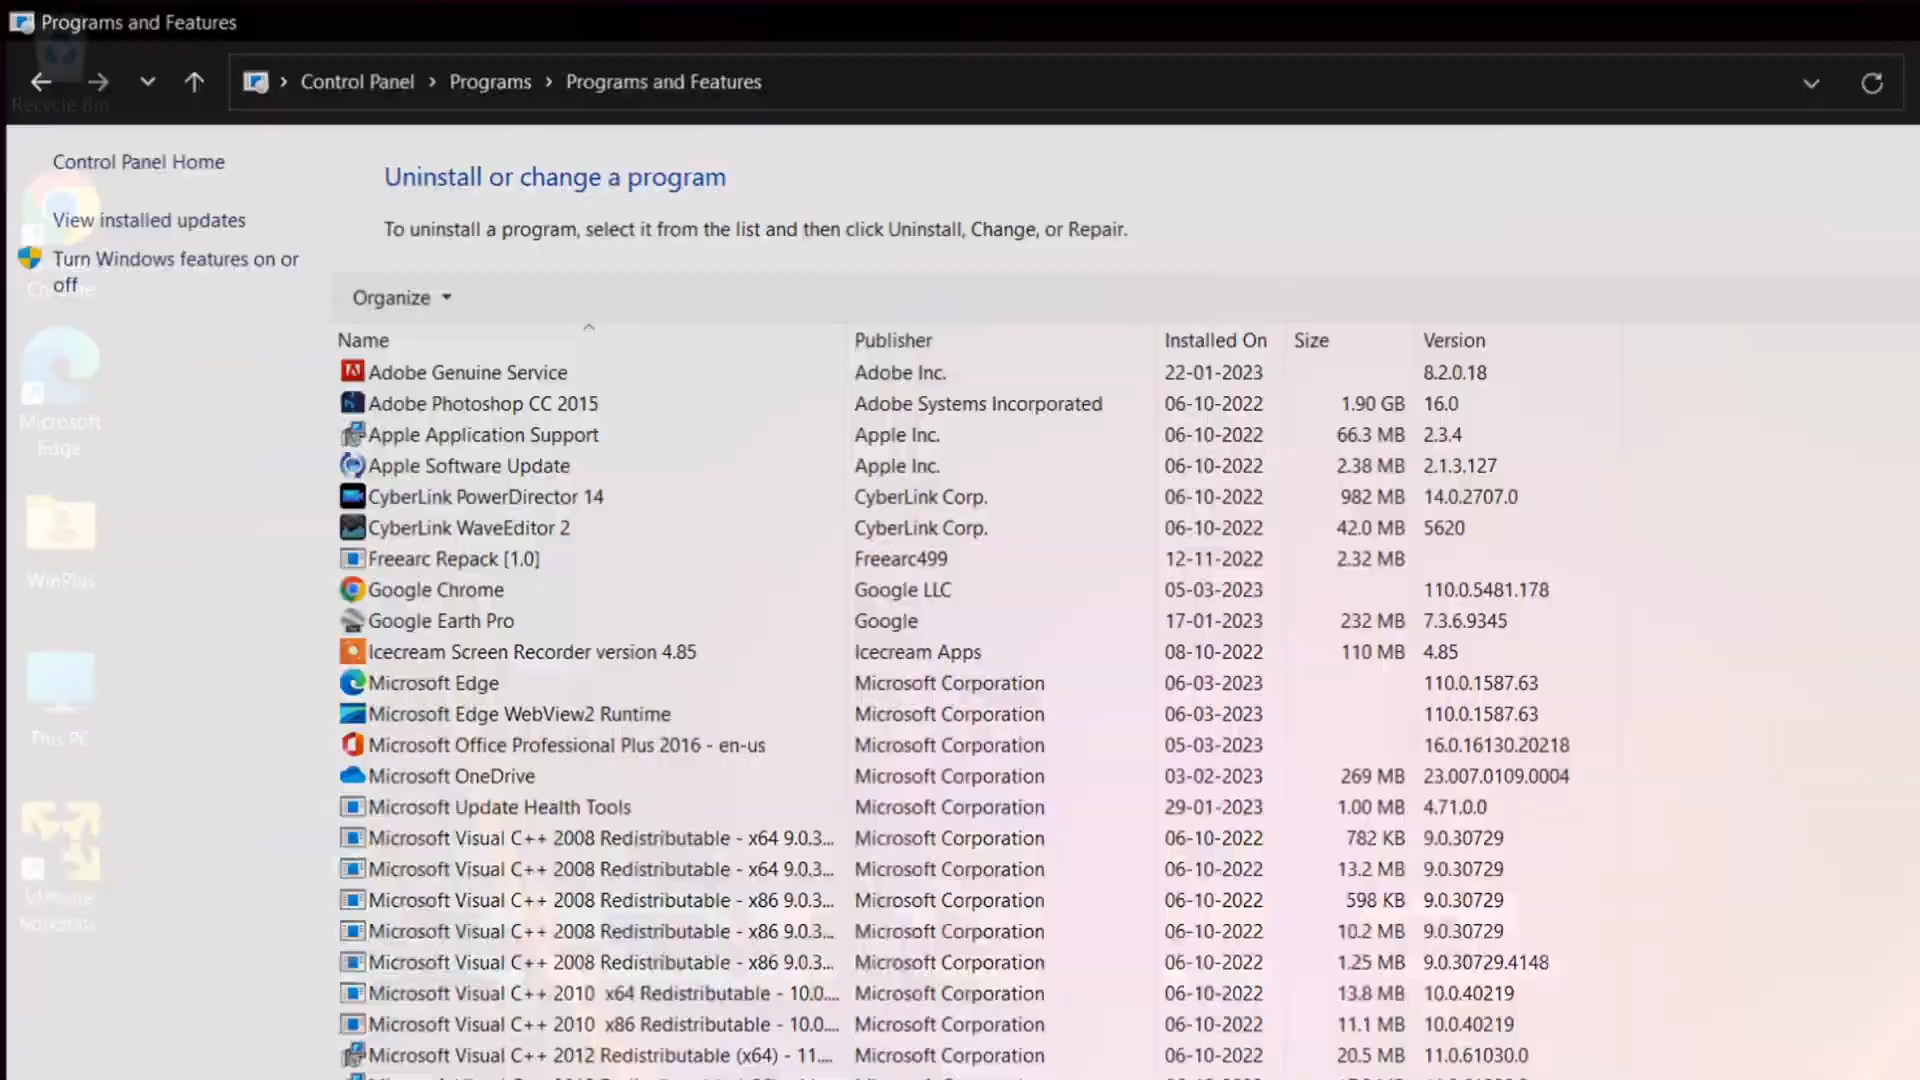 Programs and Features
Recycle Bin
Control Panel > Programs > Programs and Features
Control Panel Home
View installed updates
Turn Windows features on or
off
Chrome
Microsoft
Edge
WinPlus
This PC
VMware
Uninstall or change a program
To uninstall a program, select it from the list and then click Uninstall, Change, or Repair.
Organize
Name Publisher Installed On Size Version
Adobe Genuine Service Adobe Inc. 22-01-2023 8.2.0.18
Adobe Photoshop CC 2015 Adobe Systems Incorporated 06-10-2022 1.90 GB 16.0
Apple Application Support Apple Inc. 06-10-2022 66.3 MB 2.3.4
Apple Software Update Apple Inc. 06-10-2022 2.38 MB 2.1.3.127
CyberLink PowerDirector 14 CyberLink Corp. 06-10-2022 982 MB 14.0.2707.0
CyberLink WaveEditor 2 CyberLink Corp. 06-10-2022 42.0 MB 5620
Freearc Repack [1.0] Freearc499 12-11-2022 2.32 MB
Google Chrome Google LLC 05-03-2023 110.0.5481.178
Google Earth Pro Google 17-01-2023 232 MB 7.3.6.9345
Icecream Screen Recorder version 4.85 Icecream Apps 08-10-2022 110 MB 4.85
Microsoft Edge Microsoft Corporation 06-03-2023 110.0.1587.63
Microsoft Edge WebView2 Runtime Microsoft Corporation 06-03-2023 110.0.1587.63
Microsoft Office Professional Plus 2016 - en-us Microsoft Corporation 05-03-2023 16.0.16130.20218
Microsoft OneDrive Microsoft Corporation 03-02-2023 269 MB 23.007.0109.0004
Microsoft Update Health Tools Microsoft Corporation 29-01-2023 1.00 MB 4.71.0.0
Microsoft Visual C++ 2008 Redistributable - x64 9.0.3... Microsoft Corporation 06-10-2022 782 KB 9.0.30729
Microsoft Visual C++ 2008 Redistributable - x64 9.0.3... Microsoft Corporation 06-10-2022 13.2 MB 9.0.30729
Microsoft Visual C++ 2008 Redistributable - x86 9.0.3... Microsoft Corporation 06-10-2022 598 KB 9.0.30729
Microsoft Visual C++ 2008 Redistributable - x86 9.0.3... Microsoft Corporation 06-10-2022 10.2 MB 9.0.30729
Microsoft Visual C++ 2008 Redistributable - x86 9.0.3... Microsoft Corporation 06-10-2022 1.25 MB 9.0.30729.4148
Microsoft Visual C++ 2010 x64 Redistributable - 10.0.... Microsoft Corporation 06-10-2022 13.8 MB 10.0.40219
Microsoft Visual C++ 2010 x86 Redistributable - 10.0.... Microsoft Corporation 06-10-2022 11.1 MB 10.0.40219
Microsoft Visual C++ 2012 Redistributable (x64) - 11.... Microsoft Corporation 06-10-2022 20.5 MB 11.0.61030.0